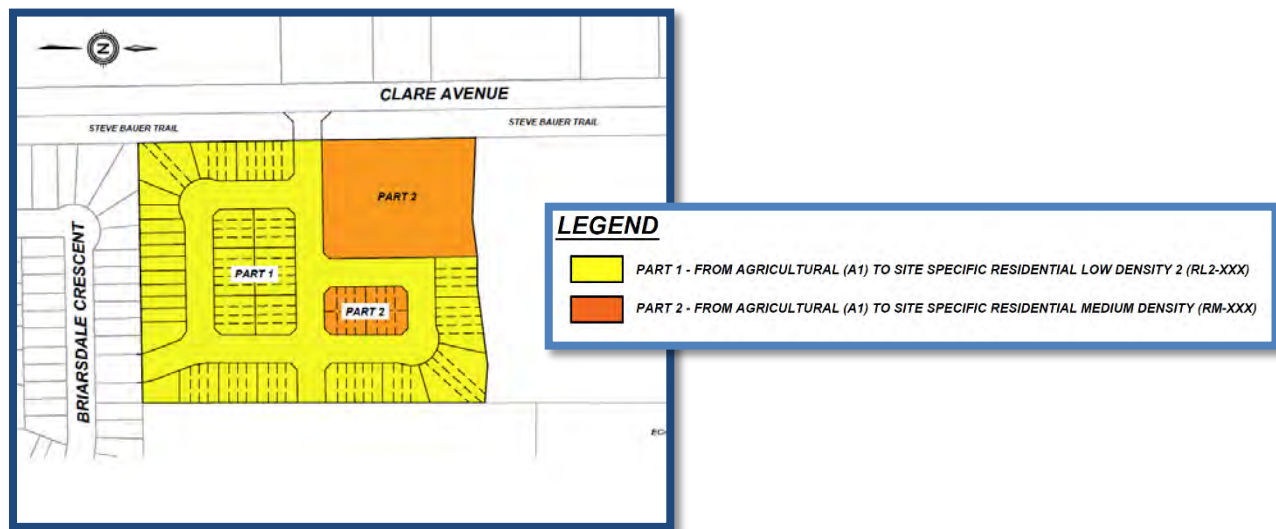 N
CLARE AVENUE
STEVE BAUER TRAIL
STEVE BAUER TRAIL
PART 2
PART 1
PART 2
BRIARSDALE CRESCENT
LEGEND
PART 1 - FROM AGRICULTURAL (A1) TO SITE SPECIFIC RESIDENTIAL LOW DENSITY 2 (RL2-XXX)
PART 2 - FROM AGRICULTURAL (A1) TO SITE SPECIFIC RESIDENTIAL MEDIUM DENSITY (RM-XXX)